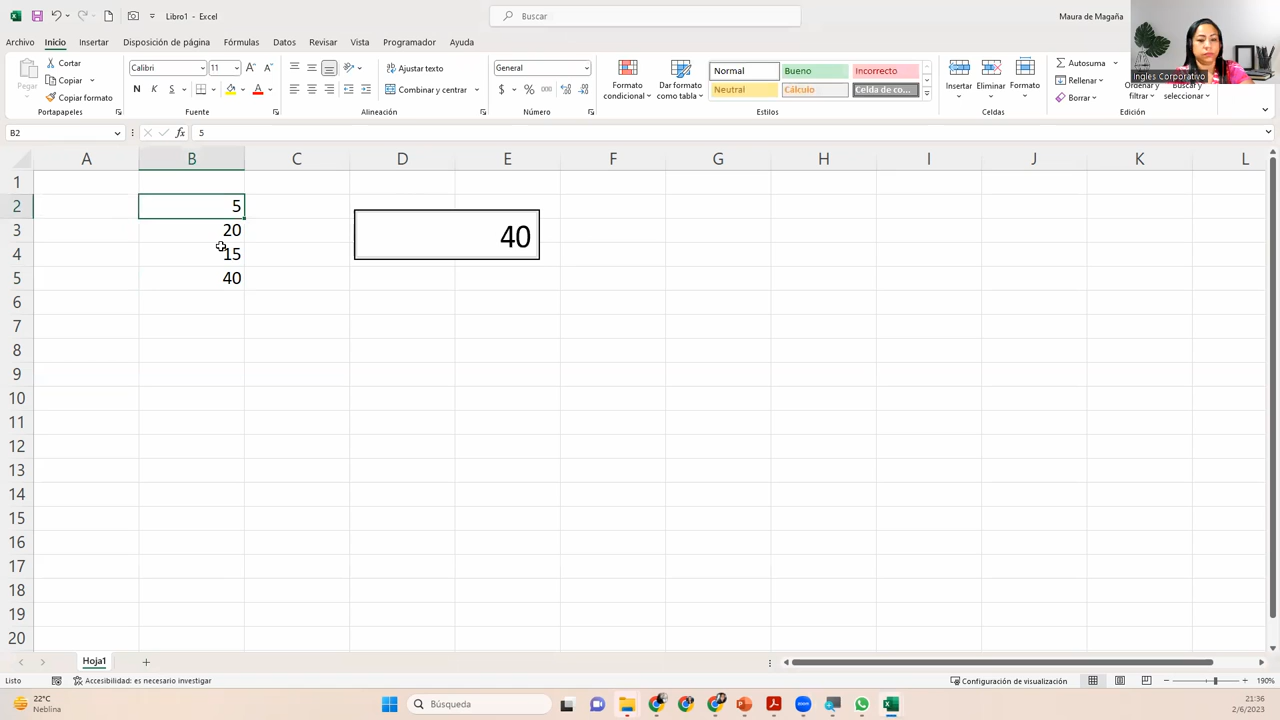 Libro1 - Excel
Buscar
Maura de Magaña
Archivo Inicio Insertar Disposición de página Fórmulas Datos Revisar Vista Programador Ayuda
Pegar
Cortar
Copiar
Copiar formato
Portapapeles
Calibri 11
N K S
Fuente
Ajustar texto
Combinar y centrar
Alineación
General
Número
Formato condicional
Dar formato como tabla
Normal Bueno Incorrecto
Neutral Cálculo Celda de co...
Estilos
Insertar Eliminar Formato
Celdas
Autosuma
Rellenar
Borrar
Ordenar y filtrar
Buscar y seleccionar
Edición
Ingles Corporativo
B2 fx 5
A B C D E F G H I J K L
1
2 5
3 20 40
4 15
5 40
6
7
8
9
10
11
12
13
14
15
16
17
18
19
20
Hoja1
Listo Accesibilidad: es necesario investigar Configuración de visualización 190%
22°C
Neblina
Búsqueda
21:36
2/6/2023